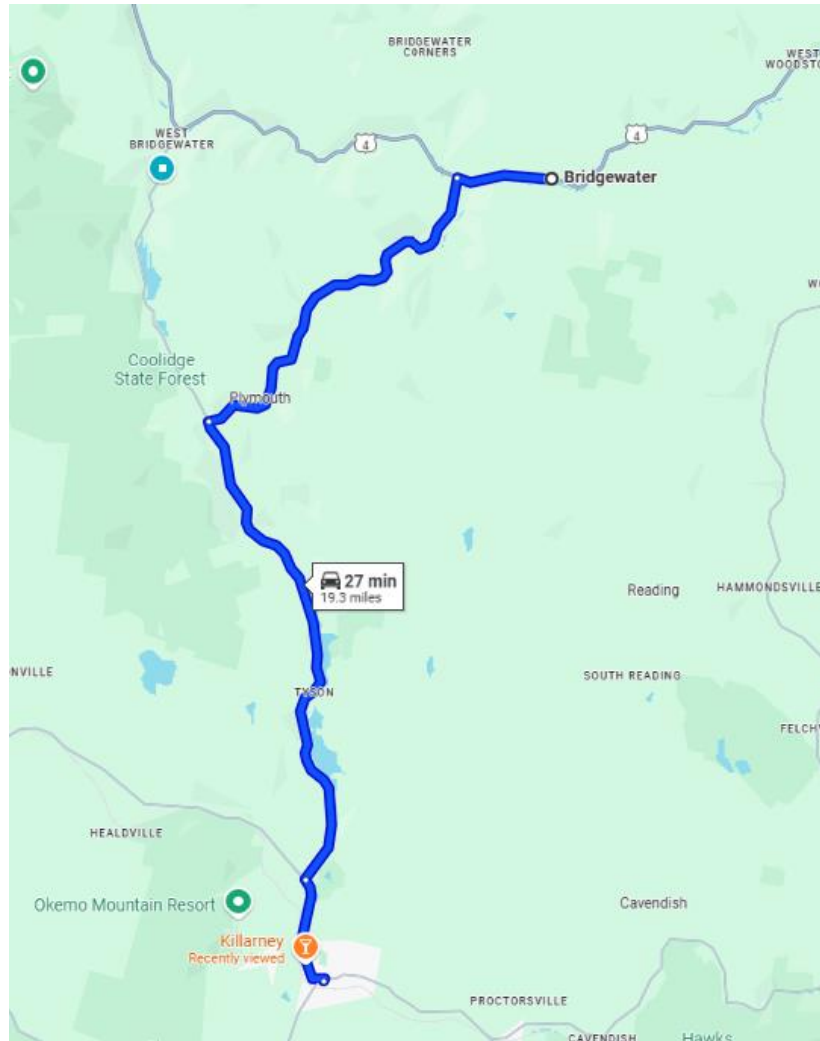 BRIDGEWATER
CORNERS
WEST
WOODSTO
4
4
WEST
BRIDGEWATER
Bridgewater
Coolidge
State Forest
Plymouth
27 min
19.3 miles
Reading
HAMMONDSVILLE
SOUTH READING
NVILLE
TYSON
FELCHV
HEALDVILLE
Okemo Mountain Resort
Cavendish
Killarney
Recently viewed
PROCTORSVILLE
CAVENDISH
Hawks